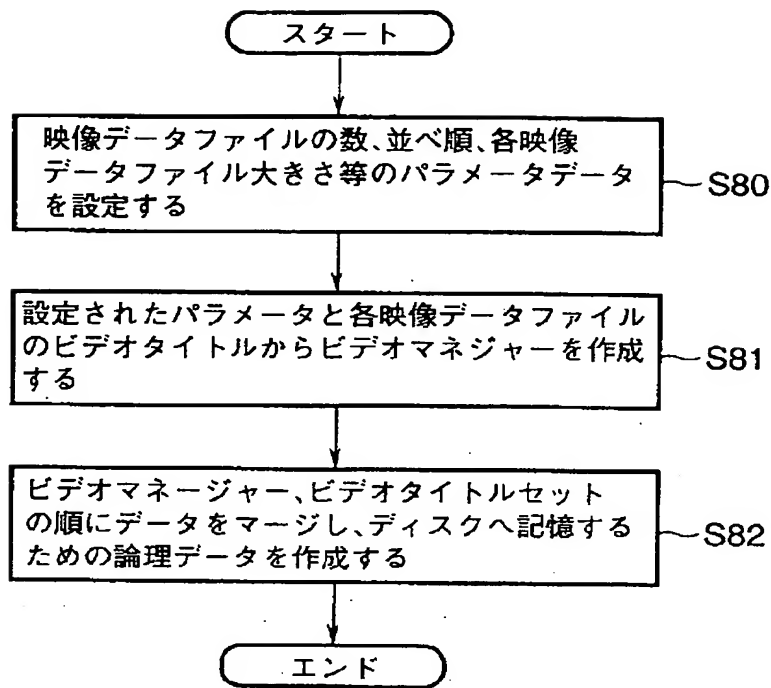 スタート
映像データファイルの数、並べ順、各映像
データファイル大きさ等のパラメータデータ
を設定する
S80
設定されたパラメータと各映像データファイル
のビデオタイトルからビデオマネジャーを作成
する
S81
ビデオマネージャー、ビデオタイトルセット
の順にデータをマージし、ディスクへ記憶する
ための論理データを作成する
S82
エンド